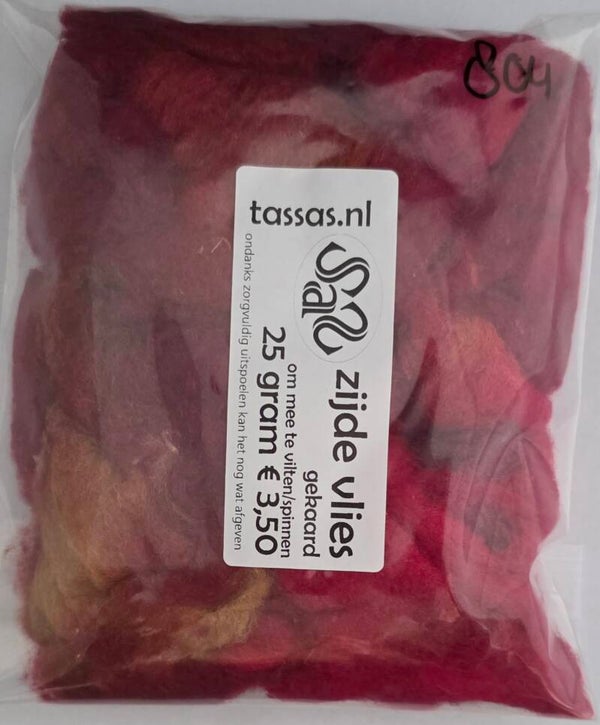 804
tassas.nl
SaS
zijde vlies
gekaard
om mee te vilten/spinnen
25 gram € 3,50
ondanks zorgvuldig uitspoelen kan het nog wat afgeven